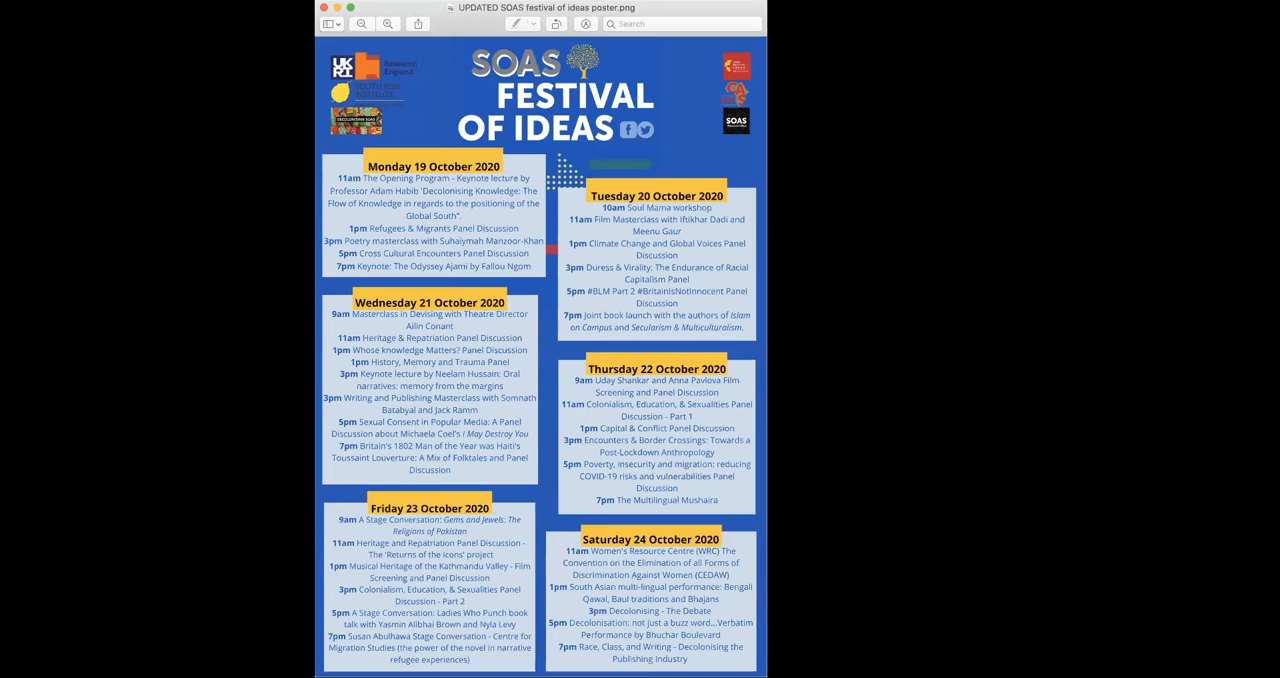 UPDATED SOAS festival of ideas poster.png
Search
UK
RI
Research
England
SOUTH ASIA
INSTITUTE
DECOLONISING SOAS
SOAS
FESTIVAL
OF IDEAS
SOAS
Monday 19 October 2020
11am The Opening Program - Keynote lecture by
Professor Adam Habib 'Decolonising Knowledge: The
Flow of Knowledge in regards to the positioning of the
Global South".
1pm Refugees & Migrants Panel Discussion
3pm Poetry masterclass with Suhaiymah Manzoor-Khan
5pm Cross Cultural Encounters Panel Discussion
7pm Keynote: The Odyssey Ajami by Fallou Ngom
Tuesday 20 October 2020
10am Soul Mama workshop
11am Film Masterclass with Iftikhar Dadi and
Meenu Gaur
1pm Climate Change and Global Voices Panel
Discussion
3pm Duress & Virality: The Endurance of Racial
Capitalism Panel
5pm #BLM Part 2 #BritainIsNotInnocent Panel
Discussion
7pm Joint book launch with the authors of Islam
on Campus and Secularism & Multiculturalism.
Wednesday 21 October 2020
9am Masterclass in Devising with Theatre Director
Ailin Conant
11am Heritage & Repatriation Panel Discussion
1pm Whose knowledge Matters? Panel Discussion
1pm History, Memory and Trauma Panel
3pm Keynote lecture by Neelam Hussain: Oral
narratives: memory from the margins
3pm Writing and Publishing Masterclass with Somnath
Batabyal and Jack Ramm
5pm Sexual Consent in Popular Media: A Panel
Discussion about Michaela Coel's I May Destroy You
7pm Britain's 1802 Man of the Year was Haiti's
Toussaint Louverture: A Mix of Folktales and Panel
Discussion
Thursday 22 October 2020
9am Uday Shankar and Anna Pavlova Film
Screening and Panel Discussion
11am Colonialism, Education, & Sexualities Panel
Discussion - Part 1
1pm Capital & Conflict Panel Discussion
3pm Encounters & Border Crossings: Towards a
Post-Lockdown Anthropology
5pm Poverty, insecurity and migration: reducing
COVID-19 risks and vulnerabilities Panel
Discussion
7pm The Multilingual Mushaira
Friday 23 October 2020
9am A Stage Conversation: Gems and Jewels: The
Religions of Pakistan
11am Heritage and Repatriation Panel Discussion -
The 'Returns of the Icons' project
1pm Musical Heritage of the Kathmandu Valley - Film
Screening and Panel Discussion
3pm Colonialism, Education, & Sexualities Panel
Discussion - Part 2
5pm A Stage Conversation: Ladies Who Punch book
talk with Yasmin Alibhai Brown and Nyla Levy
7pm Susan Abulhawa Stage Conversation - Centre for
Migration Studies (the power of the novel in narrative
refugee experiences)
Saturday 24 October 2020
11am Women's Resource Centre (WRC) The
Convention on the Elimination of all Forms of
Discrimination Against Women (CEDAW)
1pm South Asian multi-lingual performance: Bengali
Qawal, Baul traditions and Bhajans
3pm Decolonising - The Debate
5pm Decolonisation: not just a buzz word...Verbatim
Performance by Bhuchar Boulevard
7pm Race, Class, and Writing - Decolonising the
Publishing Industry